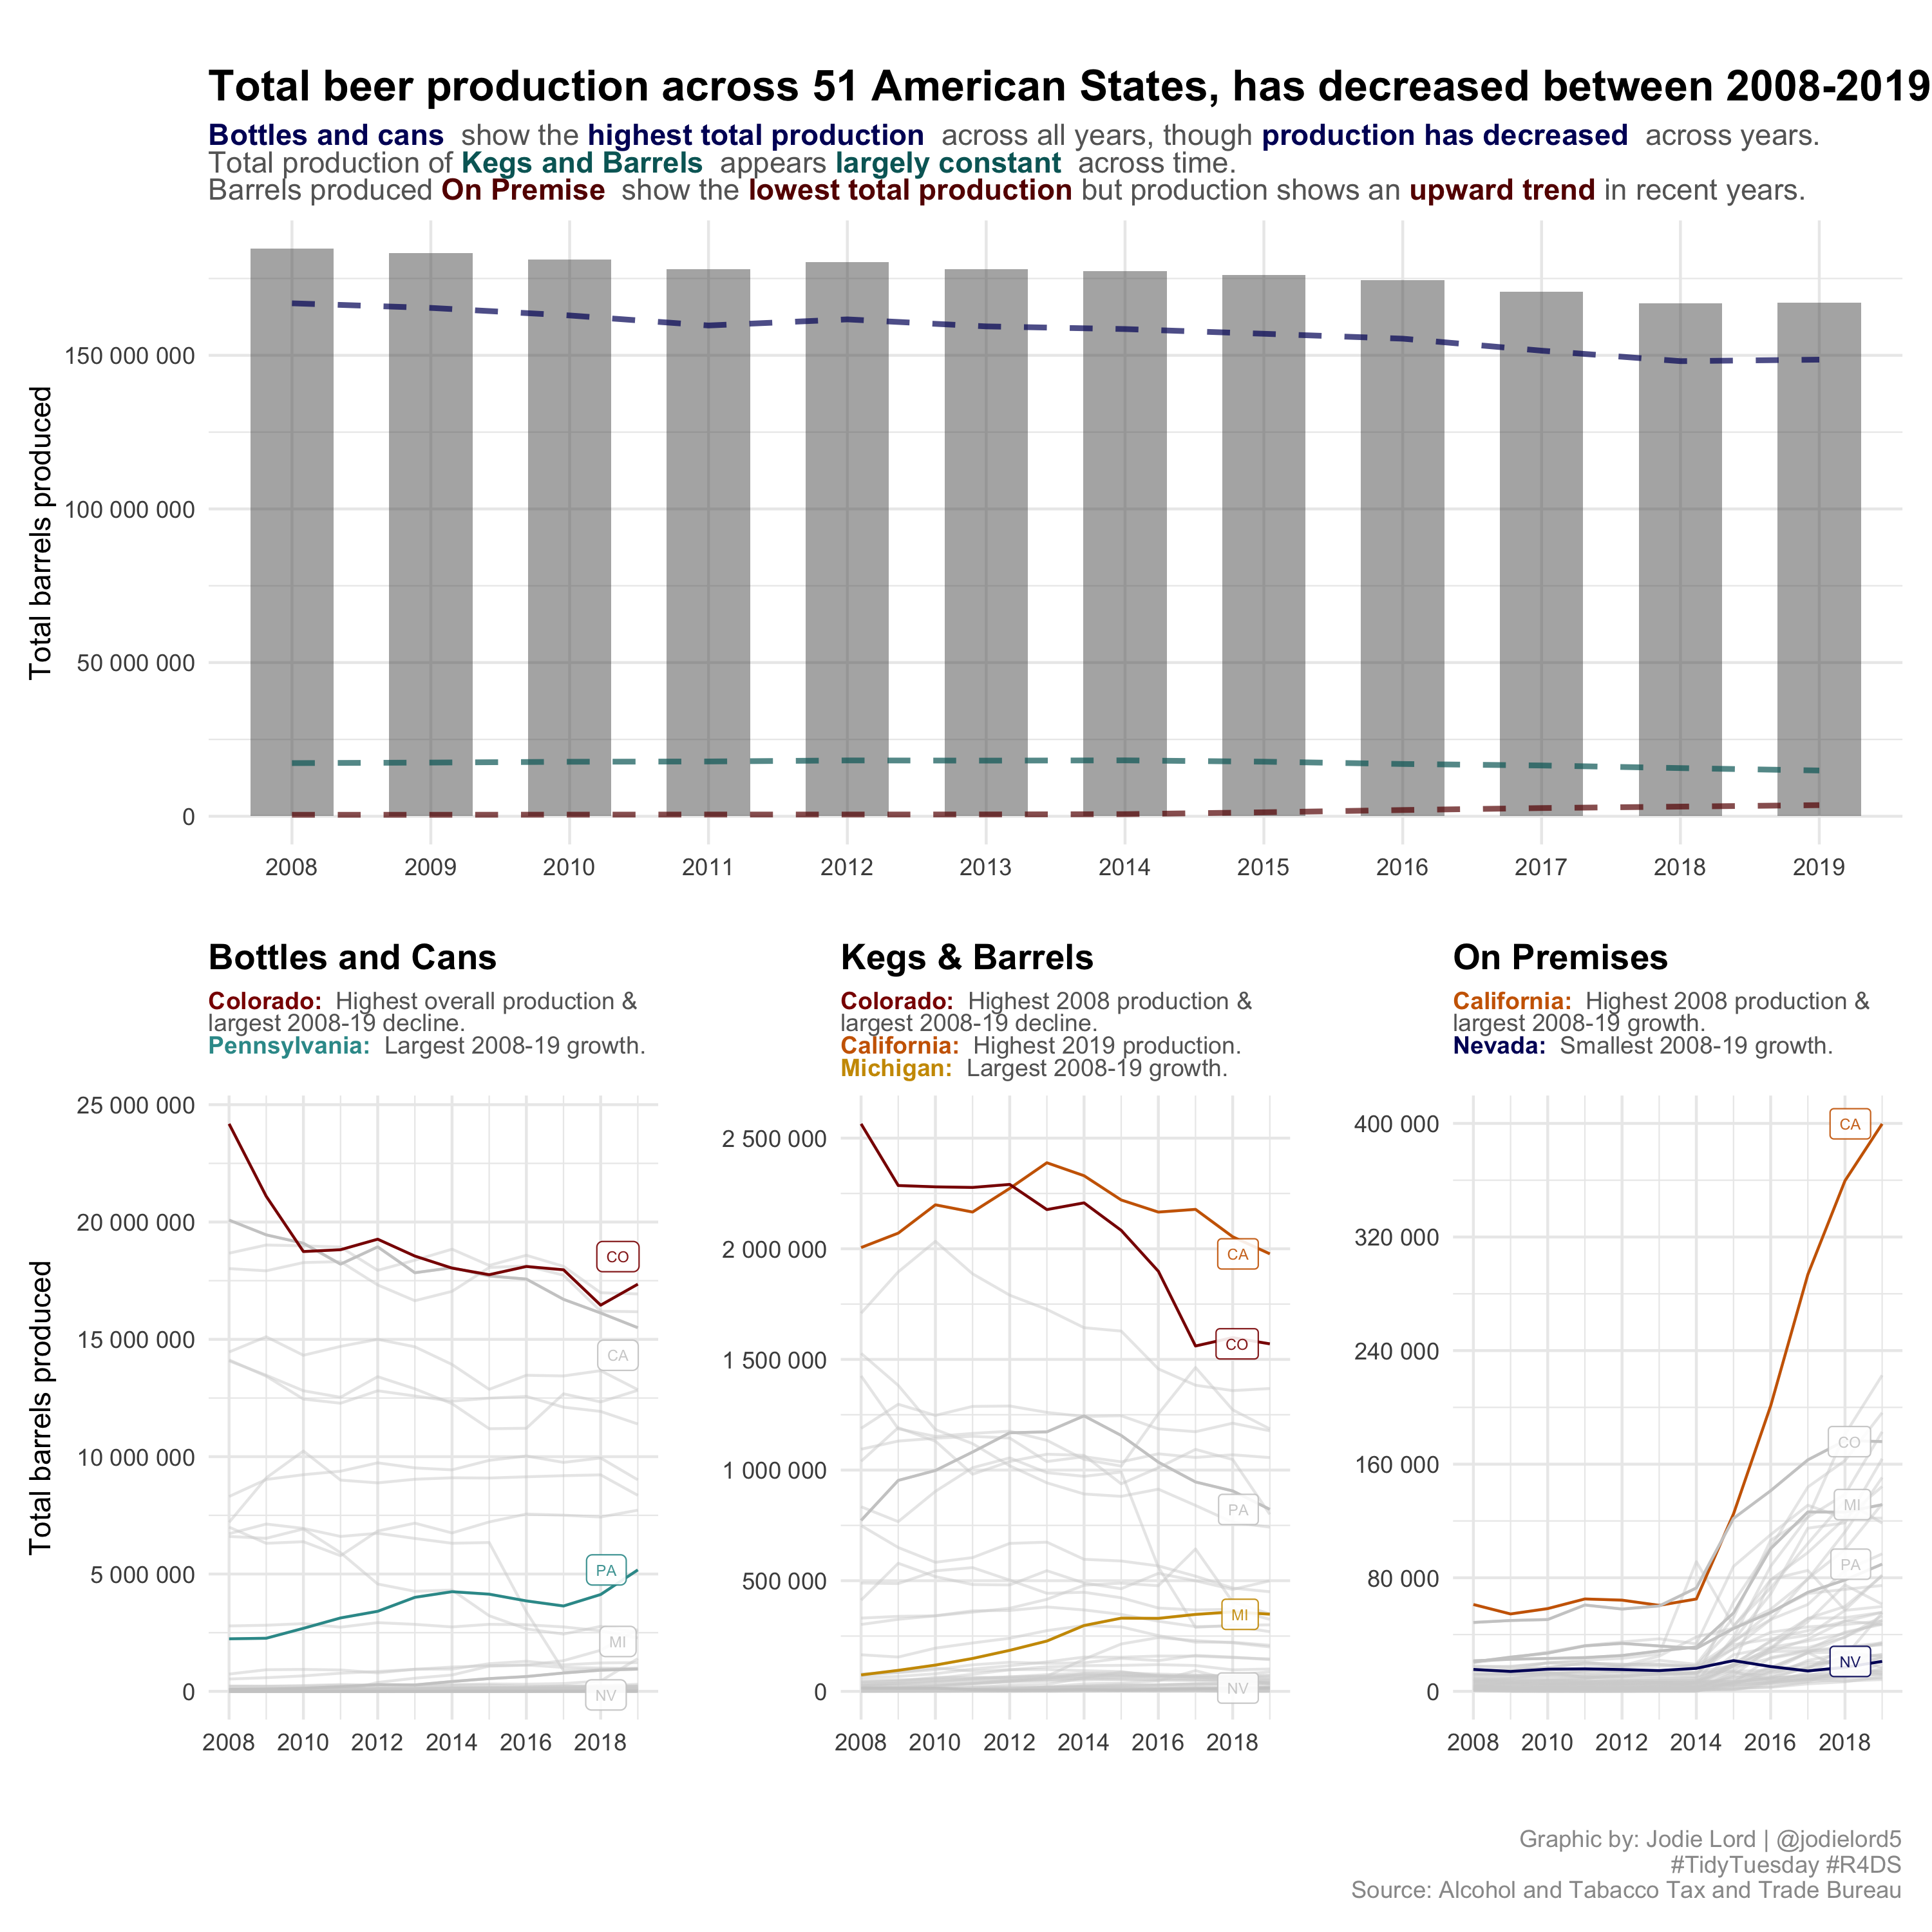 Total beer production across 51 American States, has decreased between 2008-2019
Bottles and cans show the highest total production across all years, though production has decreased across years.
Total production of Kegs and Barrels appears largely constant across time.
Barrels produced On Premise show the lowest total production but production shows an upward trend in recent years.
Total barrels produced
150 000 000
100 000 000
50 000 000
0
2008 2009 2010 2011 2012 2013 2014 2015 2016 2017 2018 2019
Bottles and Cans
Colorado: Highest overall production &
largest 2008-19 decline.
Pennsylvania: Largest 2008-19 growth.
Total barrels produced
25 000 000
20 000 000
15 000 000
10 000 000
5 000 000
0
CO
CA
PA
MI
NV
2008 2010 2012 2014 2016 2018
Kegs & Barrels
Colorado: Highest 2008 production &
largest 2008-19 decline.
California: Highest 2019 production.
Michigan: Largest 2008-19 growth.
2 500 000
2 000 000
1 500 000
1 000 000
500 000
0
CA
CO
PA
MI
NV
2008 2010 2012 2014 2016 2018
On Premises
California: Highest 2008 production &
largest 2008-19 growth.
Nevada: Smallest 2008-19 growth.
400 000
320 000
240 000
160 000
80 000
0
CA
CO
MI
PA
NV
2008 2010 2012 2014 2016 2018
Graphic by: Jodie Lord | @jodielord5
#TidyTuesday #R4DS
Source: Alcohol and Tabacco Tax and Trade Bureau